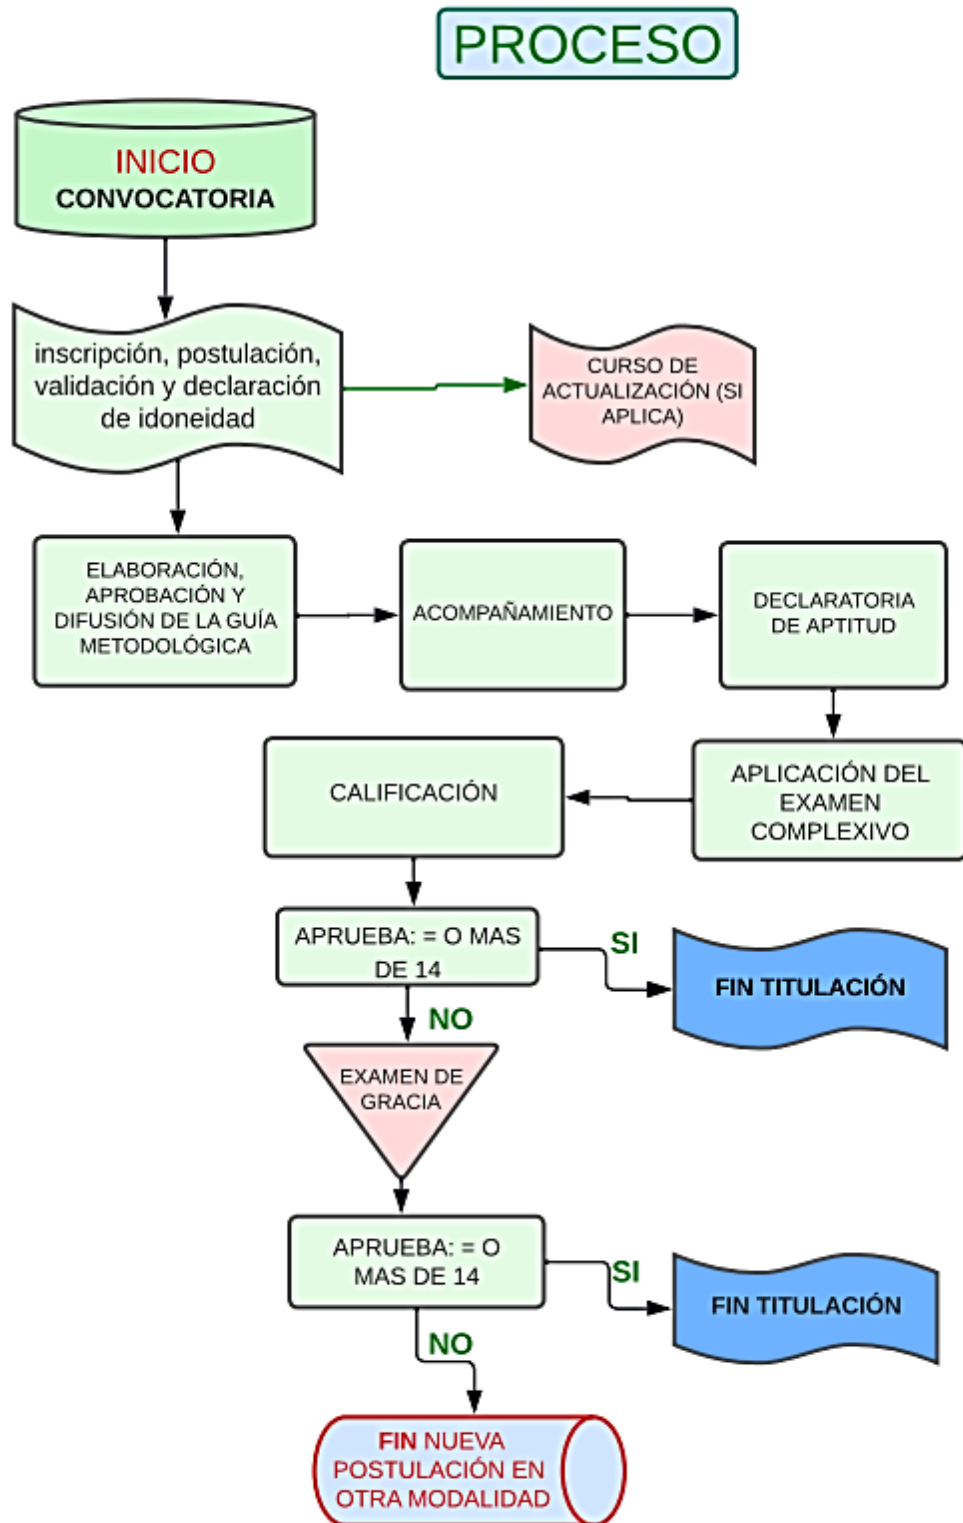 PROCESO
INICIO
CONVOCATORIA
inscripción, postulación,
validación y declaración
de idoneidad
CURSO DE
ACTUALIZACIÓN (SI
APLICA)
ELABORACIÓN,
APROBACIÓN Y
DIFUSIÓN DE LA GUÍA
METODOLÓGICA
ACOMPAÑAMIENTO
DECLARATORIA
DE APTITUD
APLICACIÓN DEL
EXAMEN
COMPLEXIVO
CALIFICACIÓN
APRUEBA: = O MAS
DE 14
SI
FIN TITULACIÓN
NO
EXAMEN DE
GRACIA
APRUEBA: = O
MAS DE 14
SI
FIN TITULACIÓN
NO
FIN NUEVA
POSTULACIÓN EN
OTRA MODALIDAD